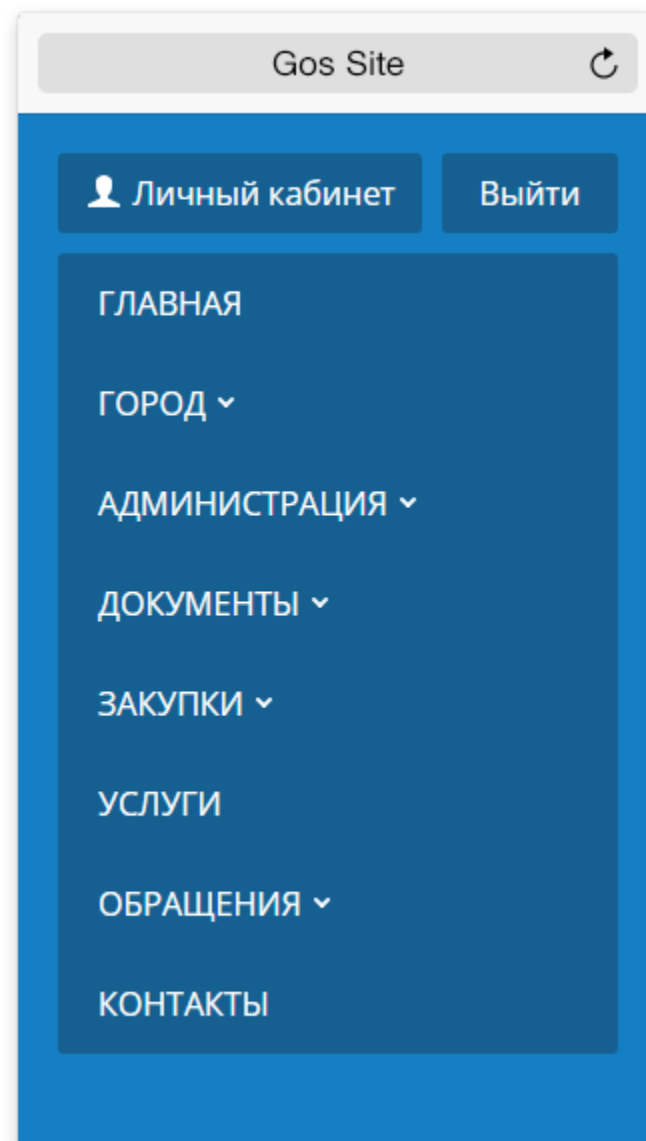 Gos Site
Личный кабинет Выйти
ГЛАВНАЯ
ГОРОД
АДМИНИСТРАЦИЯ
ДОКУМЕНТЫ
ЗАКУПКИ
УСЛУГИ
ОБРАЩЕНИЯ
КОНТАКТЫ